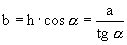 b = h · cos α = a / tg α